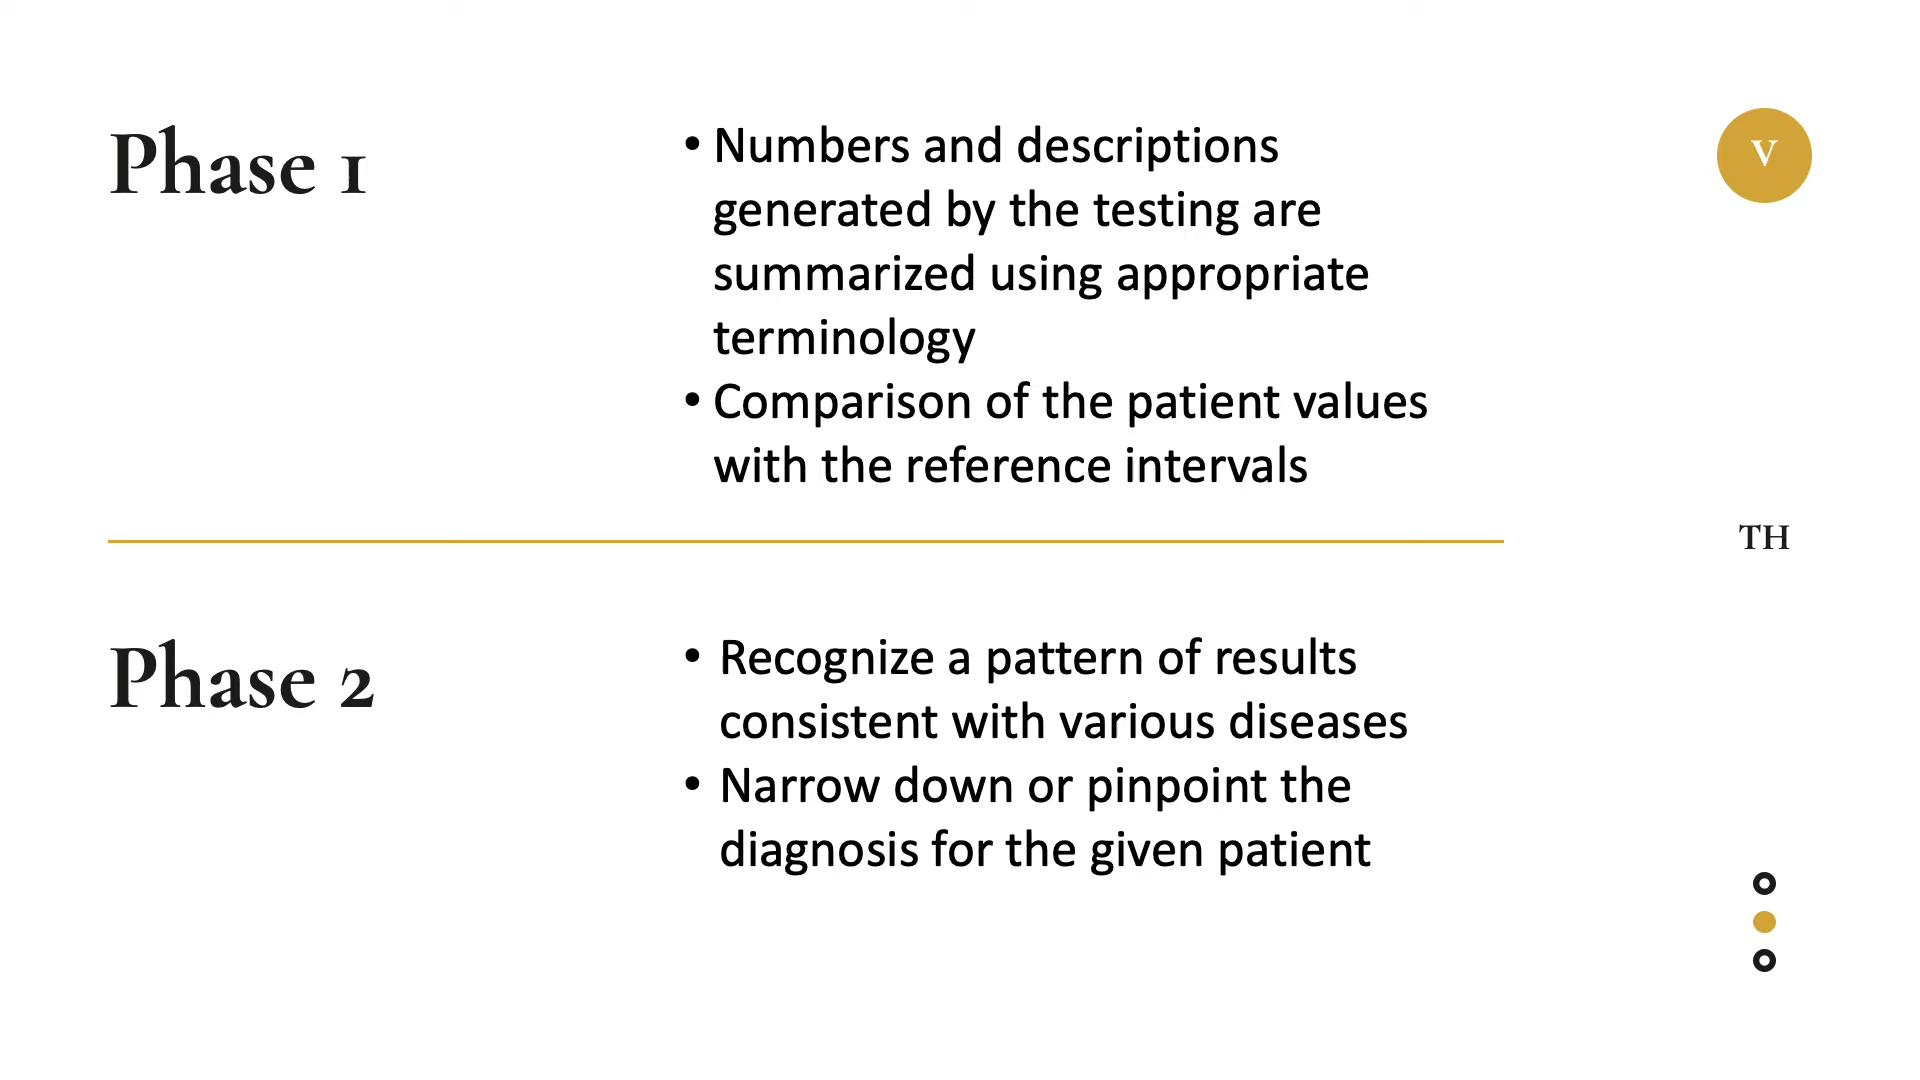 Phase 1
• Numbers and descriptions
generated by the testing are
summarized using appropriate
terminology
• Comparison of the patient values
with the reference intervals
V
TH
Phase 2
• Recognize a pattern of results
consistent with various diseases
• Narrow down or pinpoint the
diagnosis for the given patient